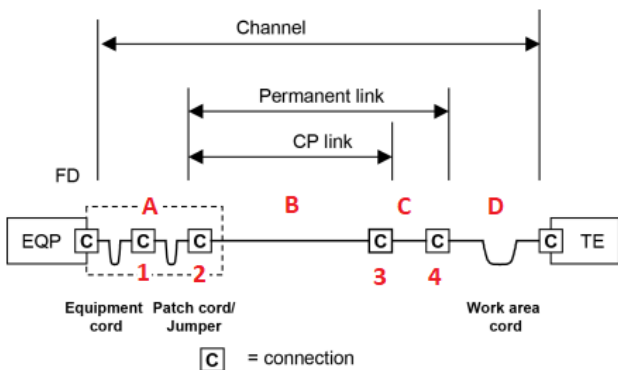 Channel
Permanent link
CP link
FD
A
B
C
D
EQP
C
C
C
C
C
C
TE
1
2
3
4
Equipment
cord
Patch cord/
Jumper
Work area
cord
C = connection